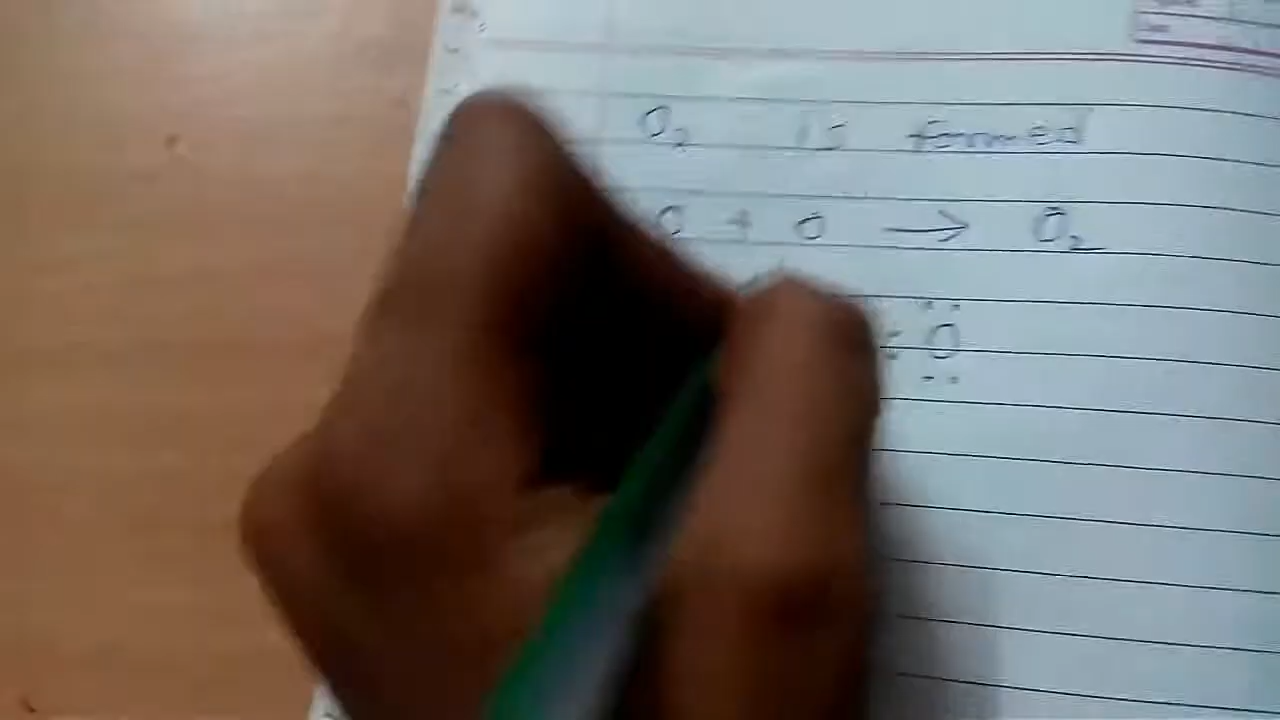 O₂ is formed
O + O → O₂
: O